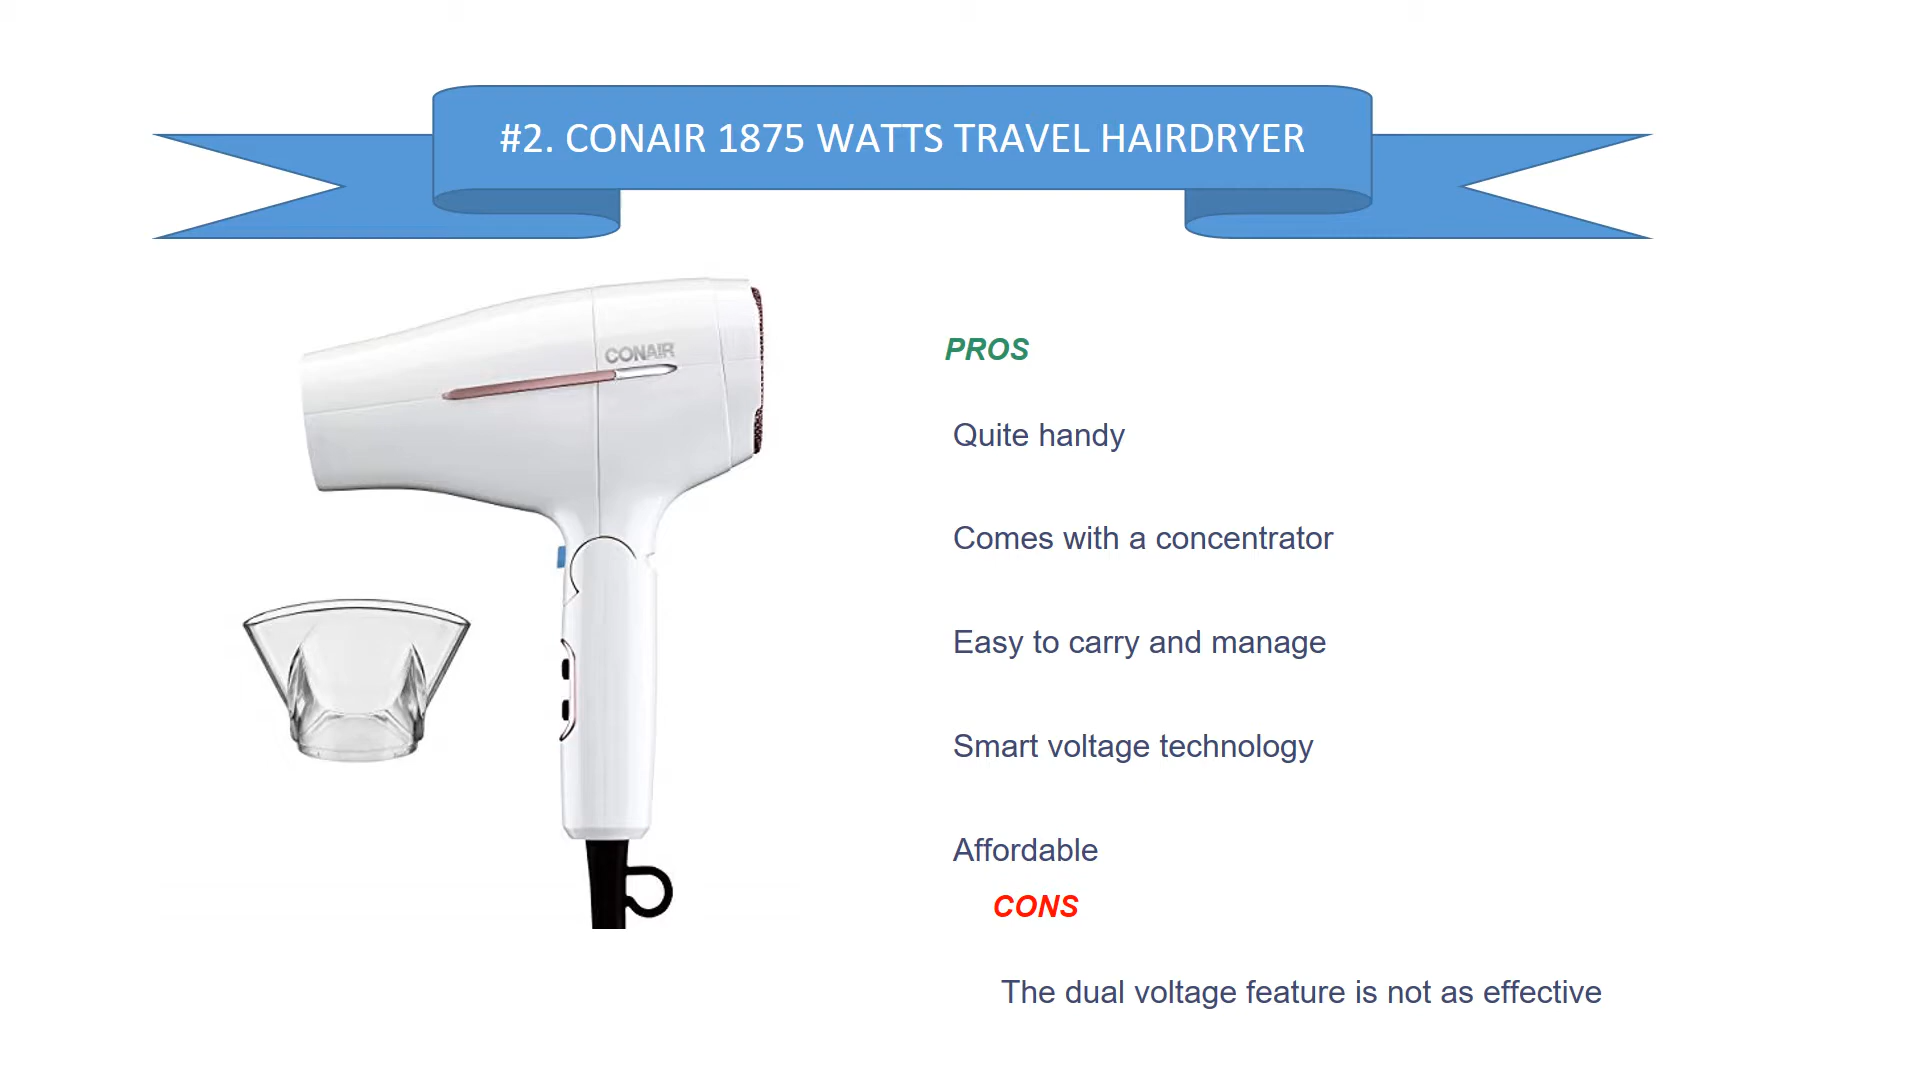 #2. CONAIR 1875 WATTS TRAVEL HAIRDRYER
CONAIR
PROS
Quite handy
Comes with a concentrator
Easy to carry and manage
Smart voltage technology
Affordable
CONS
The dual voltage feature is not as effective